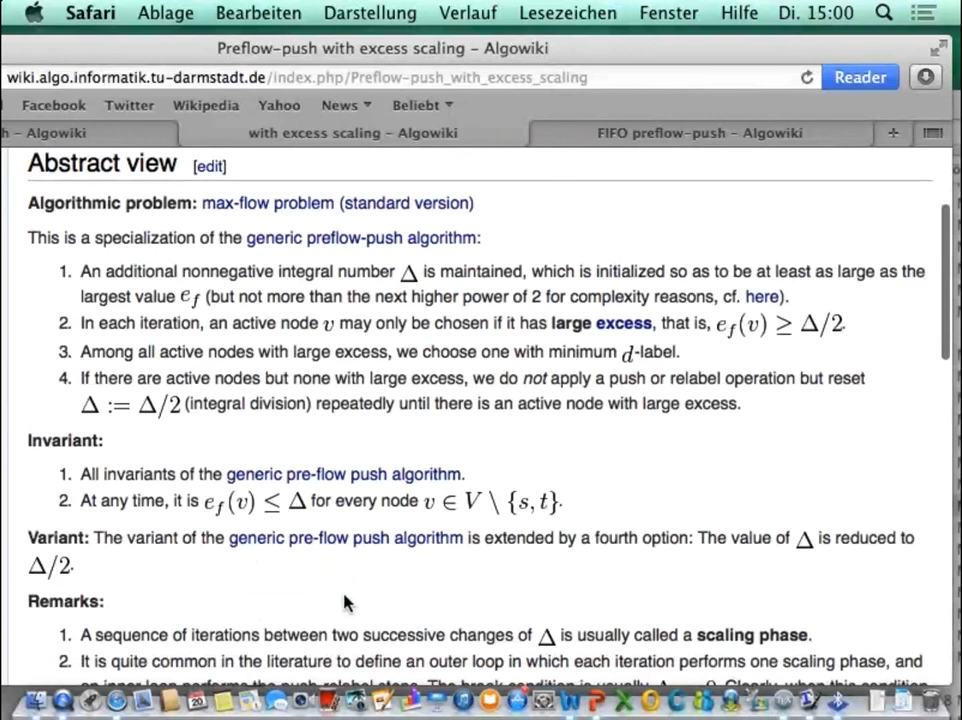 Safari Ablage Bearbeiten Darstellung Verlauf Lesezeichen Fenster Hilfe Di. 15:00
Preflow-push with excess scaling – Algowiki
wiki.algo.informatik.tu-darmstadt.de/index.php/Preflow-push_with_excess_scaling Reader
Facebook Twitter Wikipedia Yahoo News ▾ Beliebt ▾
h – Algowiki with excess scaling – Algowiki FIFO preflow-push – Algowiki +
Abstract view [edit]
Algorithmic problem: max-flow problem (standard version)
This is a specialization of the generic preflow-push algorithm:
1. An additional nonnegative integral number Δ is maintained, which is initialized so as to be at least as large as the
largest value e_f (but not more than the next higher power of 2 for complexity reasons, cf. here).
2. In each iteration, an active node v may only be chosen if it has large excess, that is, e_f(v) ≥ Δ/2.
3. Among all active nodes with large excess, we choose one with minimum d-label.
4. If there are active nodes but none with large excess, we do not apply a push or relabel operation but reset
Δ := Δ/2 (integral division) repeatedly until there is an active node with large excess.
Invariant:
1. All invariants of the generic pre-flow push algorithm.
2. At any time, it is e_f(v) ≤ Δ for every node v ∈ V \ {s, t}.
Variant: The variant of the generic pre-flow push algorithm is extended by a fourth option: The value of Δ is reduced to
Δ/2.
Remarks:
1. A sequence of iterations between two successive changes of Δ is usually called a scaling phase.
2. It is quite common in the literature to define an outer loop in which each iteration performs one scaling phase, and